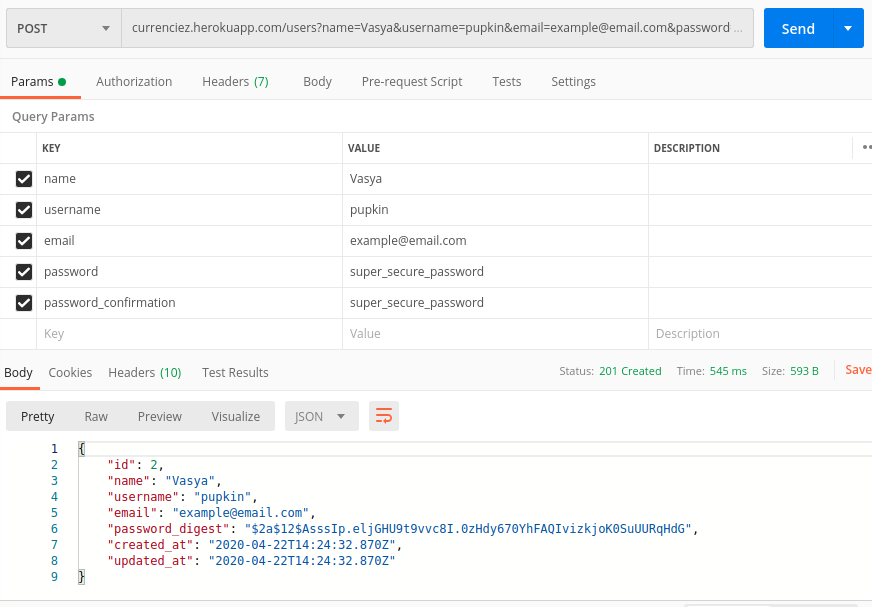 POST currenciez.herokuapp.com/users?name=Vasya&username=pupkin&email=example@email.com&password ... Send
Params Authorization Headers (7) Body Pre-request Script Tests Settings
Query Params
KEY VALUE DESCRIPTION
name Vasya
username pupkin
email example@email.com
password super_secure_password
password_confirmation super_secure_password
Key Value Description
Body Cookies Headers (10) Test Results Status: 201 Created Time: 545 ms Size: 593 B Save
Pretty Raw Preview Visualize JSON
1 {
2 "id": 2,
3 "name": "Vasya",
4 "username": "pupkin",
5 "email": "example@email.com",
6 "password_digest": "$2a$12$AsssIp.eljGHU9t9vvc8I.0zHdy670YhFAQIvizkjoK0SuUURqHdG",
7 "created_at": "2020-04-22T14:24:32.870Z",
8 "updated_at": "2020-04-22T14:24:32.870Z"
9 }